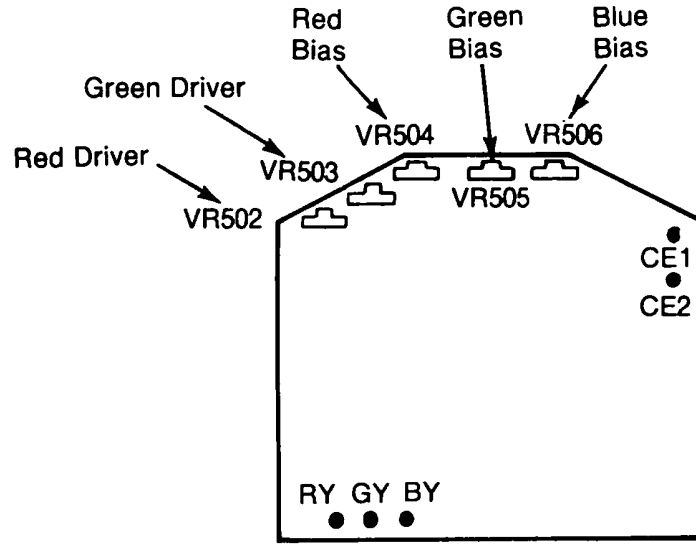 Red
Bias
Green
Bias
Blue
Bias
Green Driver
Red Driver
VR504
VR506
VR503
VR505
VR502
CE1
CE2
RY GY BY